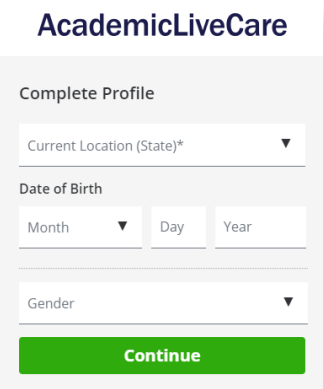 AcademicLiveCare
Complete Profile
Current Location (State)*
Date of Birth
Month Day Year
Gender
Continue